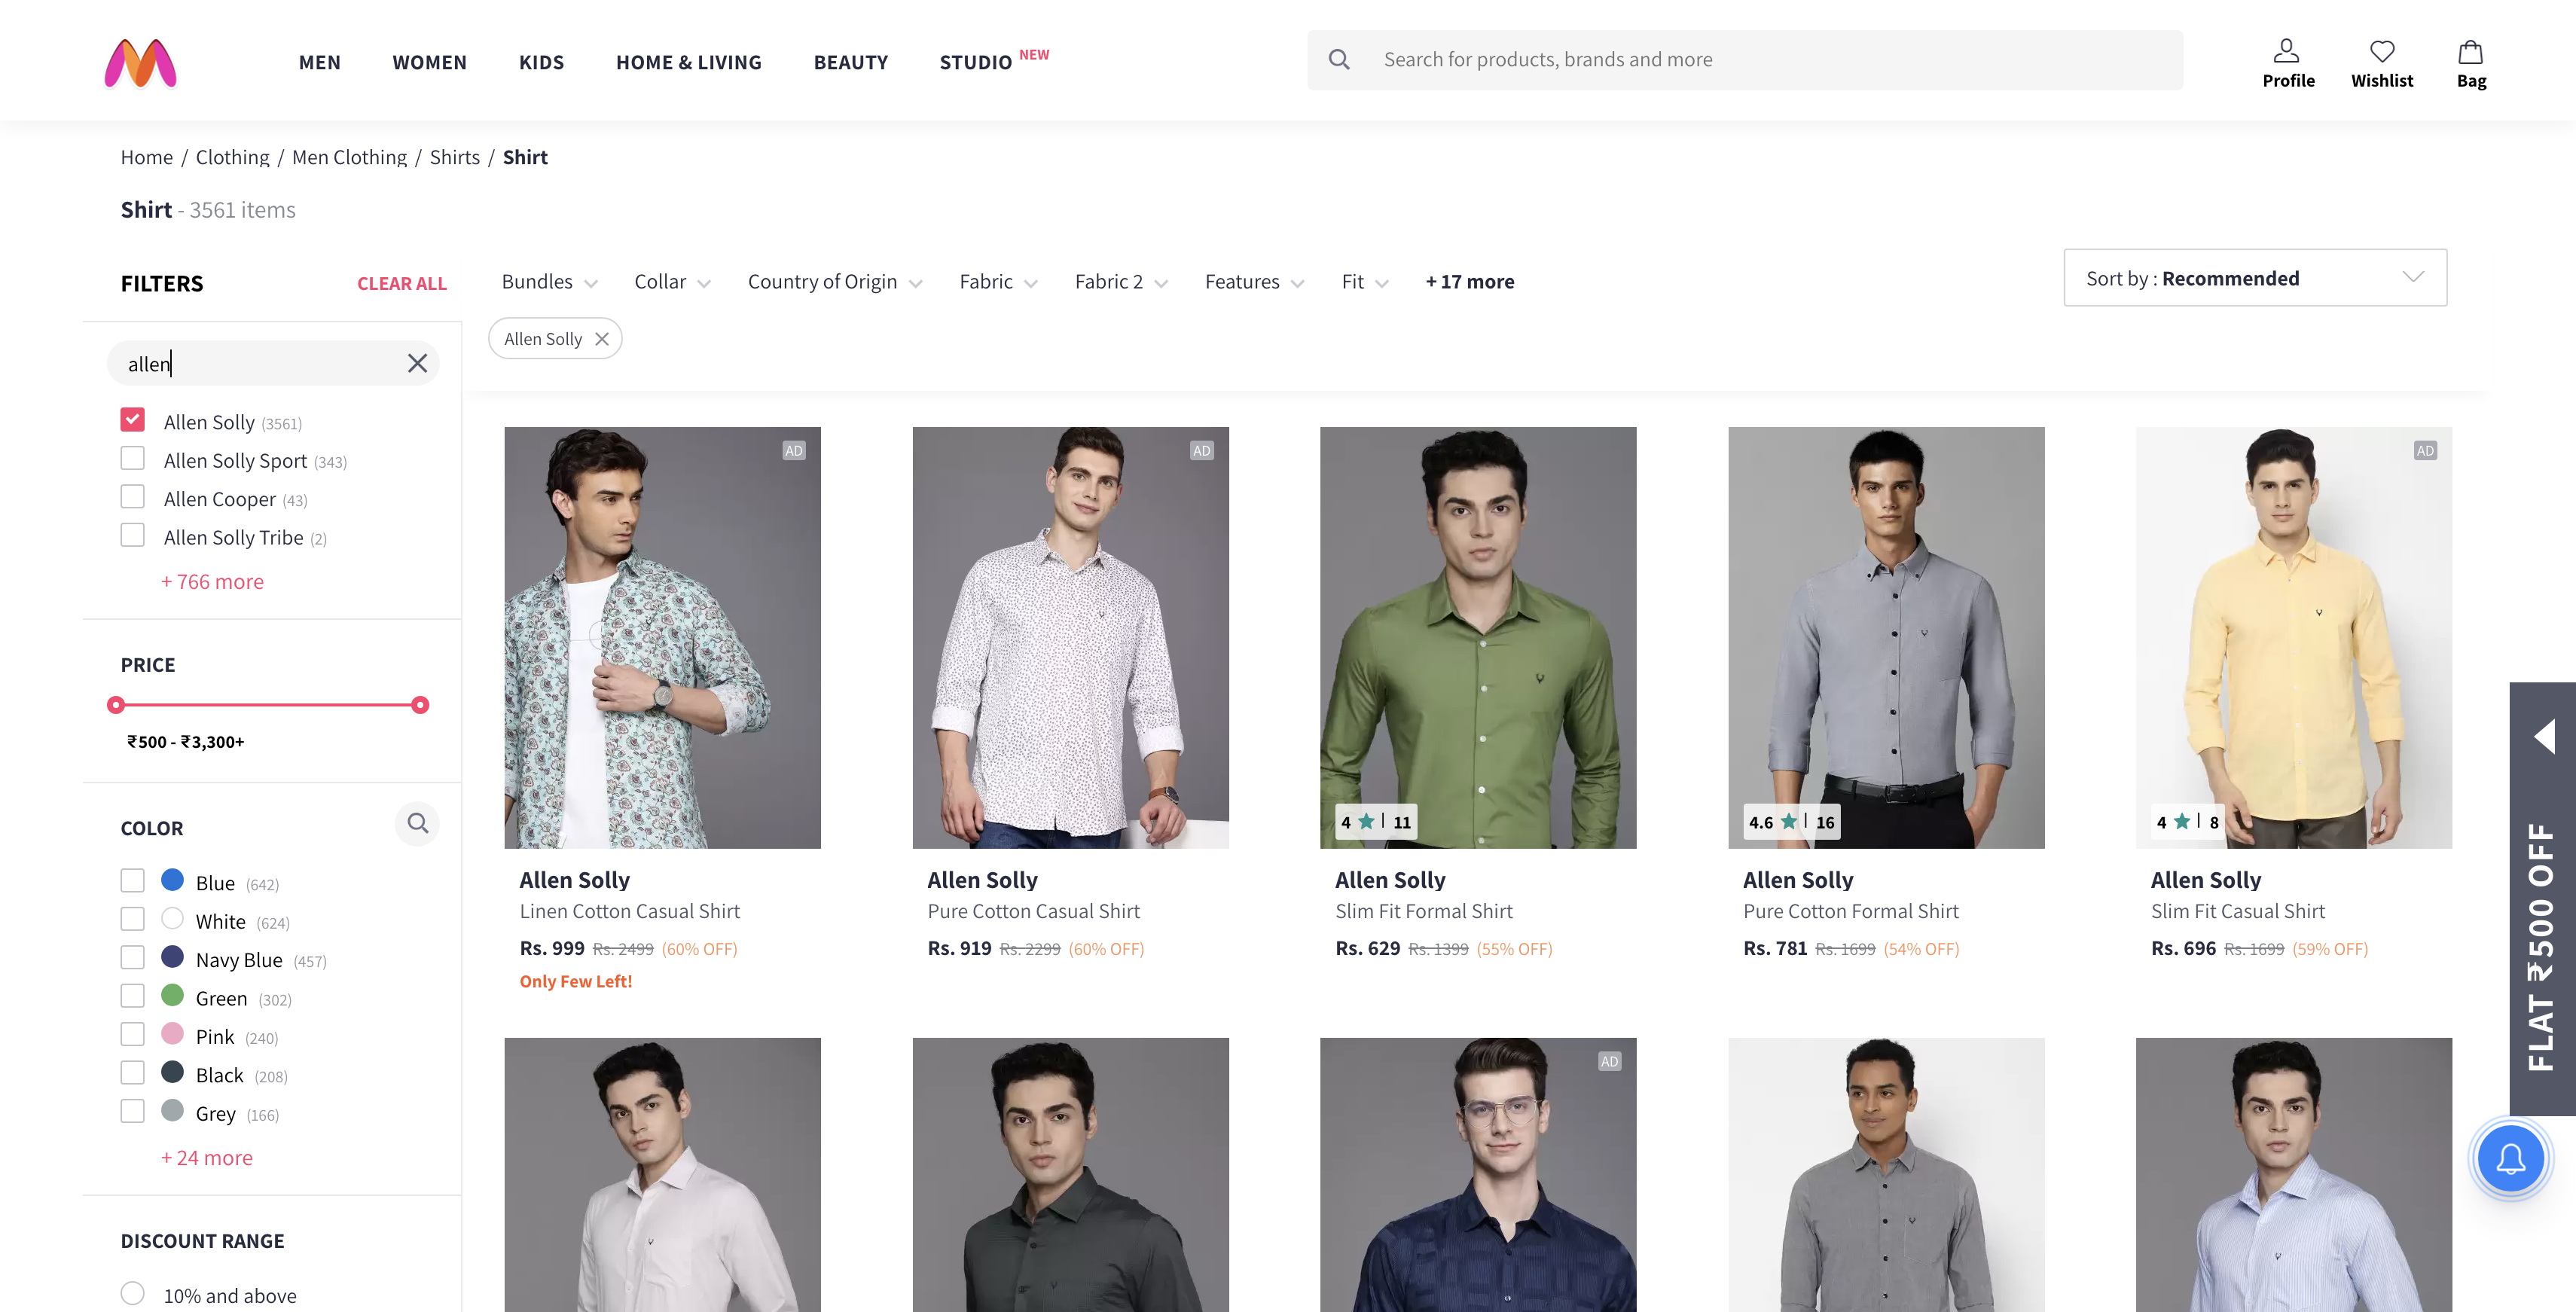 MEN WOMEN KIDS HOME & LIVING BEAUTY STUDIO NEW
Search for products, brands and more
Profile Wishlist Bag
Home / Clothing / Men Clothing / Shirts / Shirt
Shirt - 3561 items
FILTERS CLEAR ALL
Bundles Collar Country of Origin Fabric Fabric 2 Features Fit + 17 more
Sort by : Recommended
Allen Solly
allen
Allen Solly (3561)
Allen Solly Sport (343)
Allen Cooper (43)
Allen Solly Tribe (2)
+ 766 more
PRICE
₹500 - ₹3,300+
COLOR
Blue (642)
White (624)
Navy Blue (457)
Green (302)
Pink (240)
Black (208)
Grey (166)
+ 24 more
DISCOUNT RANGE
10% and above
AD
Allen Solly
Linen Cotton Casual Shirt
Rs. 999 Rs. 2499 (60% OFF)
Only Few Left!
AD
Allen Solly
Pure Cotton Casual Shirt
Rs. 919 Rs. 2299 (60% OFF)
4 | 11
Allen Solly
Slim Fit Formal Shirt
Rs. 629 Rs. 1399 (55% OFF)
4.6 | 16
Allen Solly
Pure Cotton Formal Shirt
Rs. 781 Rs. 1699 (54% OFF)
AD
4 | 8
Allen Solly
Slim Fit Casual Shirt
Rs. 696 Rs. 1699 (59% OFF)
AD
FLAT ₹500 OFF